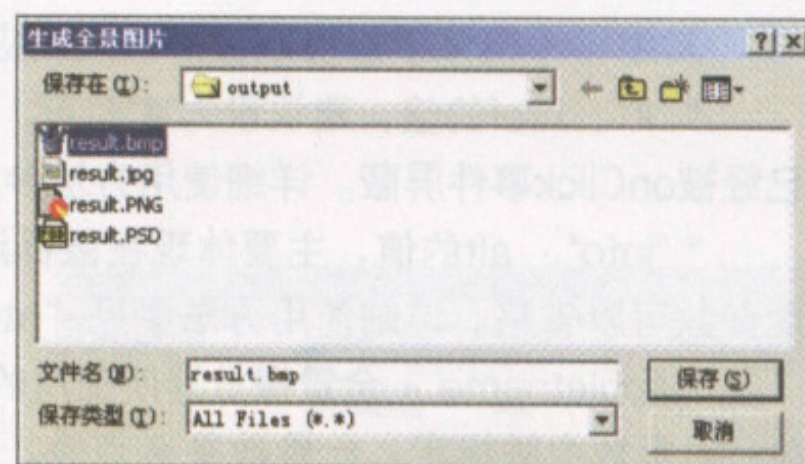 生成全景图片
保存在(I): output
result.bmp
result.jpg
result.PNG
result.PSD
文件名(N): result.bmp 保存(S)
保存类型(T): All Files (*.*) 取消